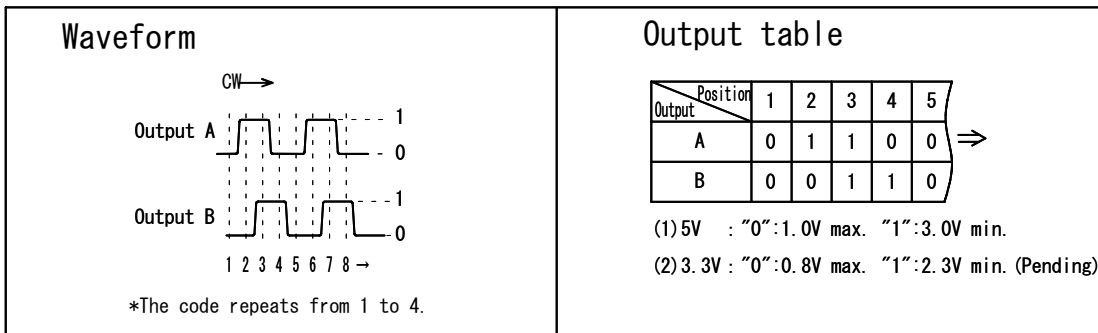 Waveform
CW→
Output A
1
0
Output B
1
0
1 2 3 4 5 6 7 8 →
*The code repeats from 1 to 4.
Output table
Position 1 2 3 4 5
Output
A 0 1 1 0 0 ⇒
B 0 0 1 1 0
(1)5V : "0":1.0V max. "1":3.0V min.
(2)3.3V : "0":0.8V max. "1":2.3V min. (Pending)